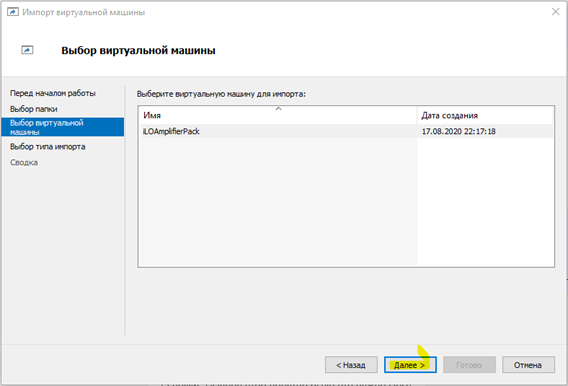 Импорт виртуальной машины
Выбор виртуальной машины
Перед началом работы
Выбор папки
Выбор виртуальной
машины
Выбор типа импорта
Сводка
Выберите виртуальную машину для импорта:
Имя
Дата создания
iLOAmplifierPack
17.08.2020 22:17:18
< Назад
Далее >
Готово
Отмена